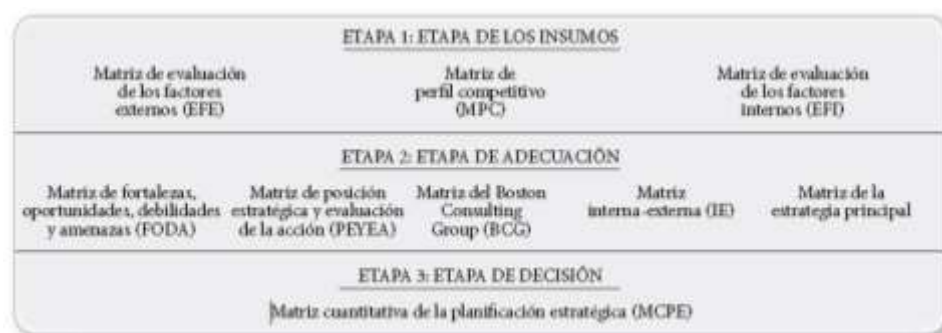 ETAPA 1: ETAPA DE LOS INSUMOS
Matriz de evaluación
de los factores
externos (EFE)
Matriz de
perfil competitivo
(MPC)
Matriz de evaluación
de los factores
internos (EFI)
ETAPA 2: ETAPA DE ADECUACIÓN
Matriz de fortalezas,
oportunidades, debilidades
y amenazas (FODA)
Matriz de posición
estratégica y evaluación
de la acción (PEYEA)
Matriz del Boston
Consulting
Group (BCG)
Matriz
interna-externa (IE)
Matriz de la
estrategia principal
ETAPA 3: ETAPA DE DECISIÓN
Matriz cuantitativa de la planificación estratégica (MCPE)